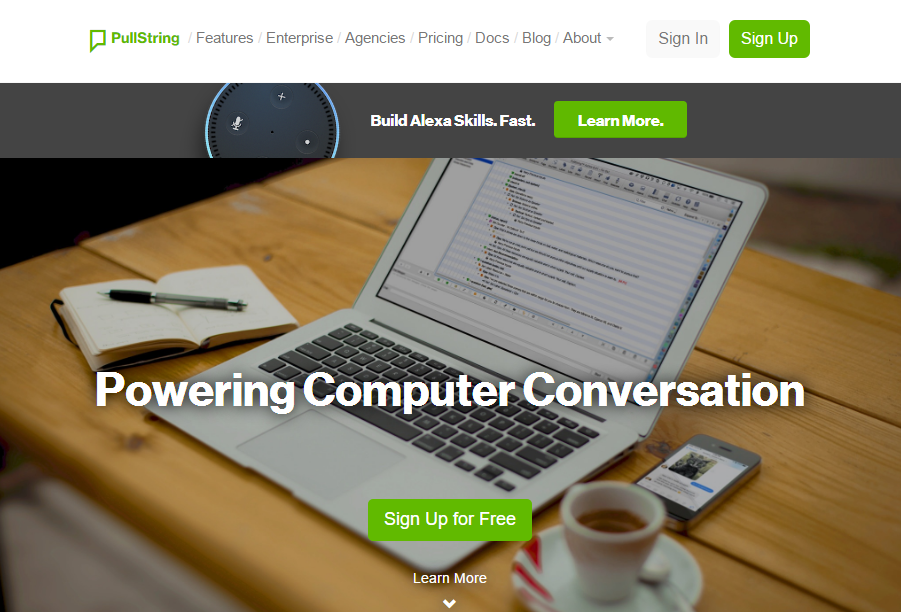 PullString / Features / Enterprise / Agencies / Pricing / Docs / Blog / About Sign In Sign Up
Build Alexa Skills. Fast. Learn More.
Powering Computer Conversation
Sign Up for Free
Learn More